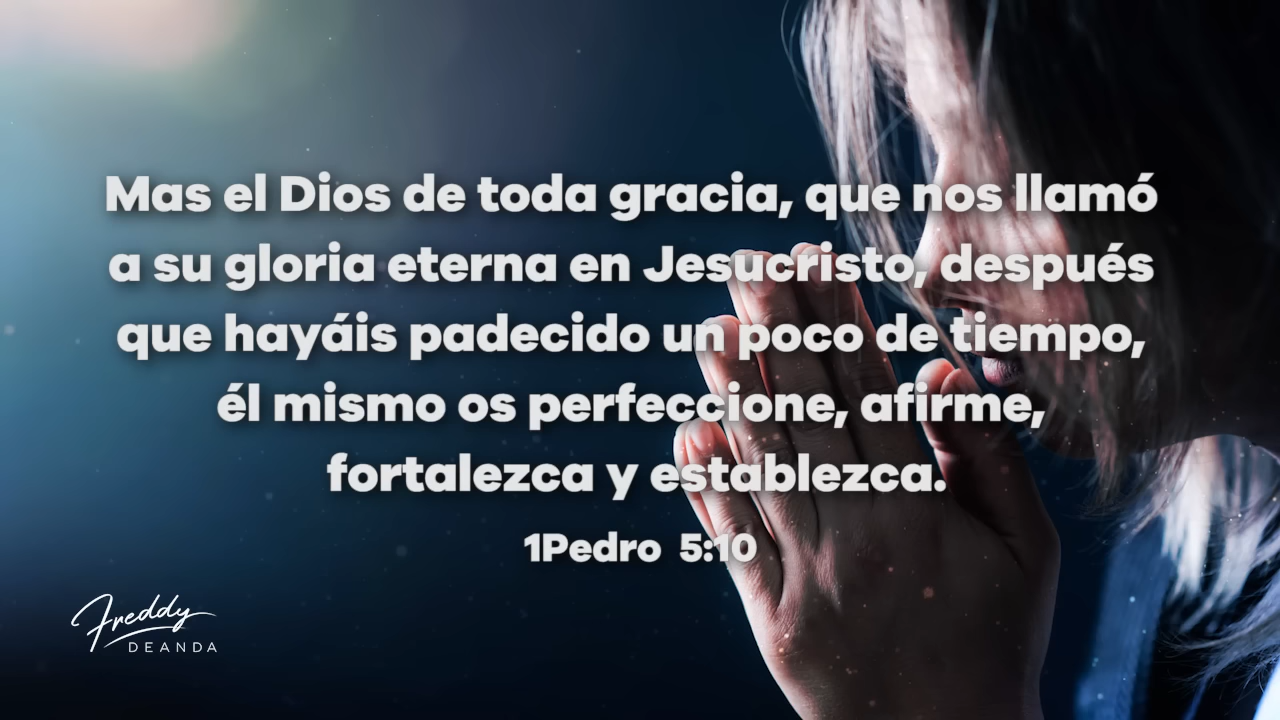 Mas el Dios de toda gracia, que nos llamó
a su gloria eterna en Jesucristo, después
que hayáis padecido un poco de tiempo,
él mismo os perfeccione, afirme,
fortalezca y establezca.
1Pedro 5:10
Freddy
DEANDA